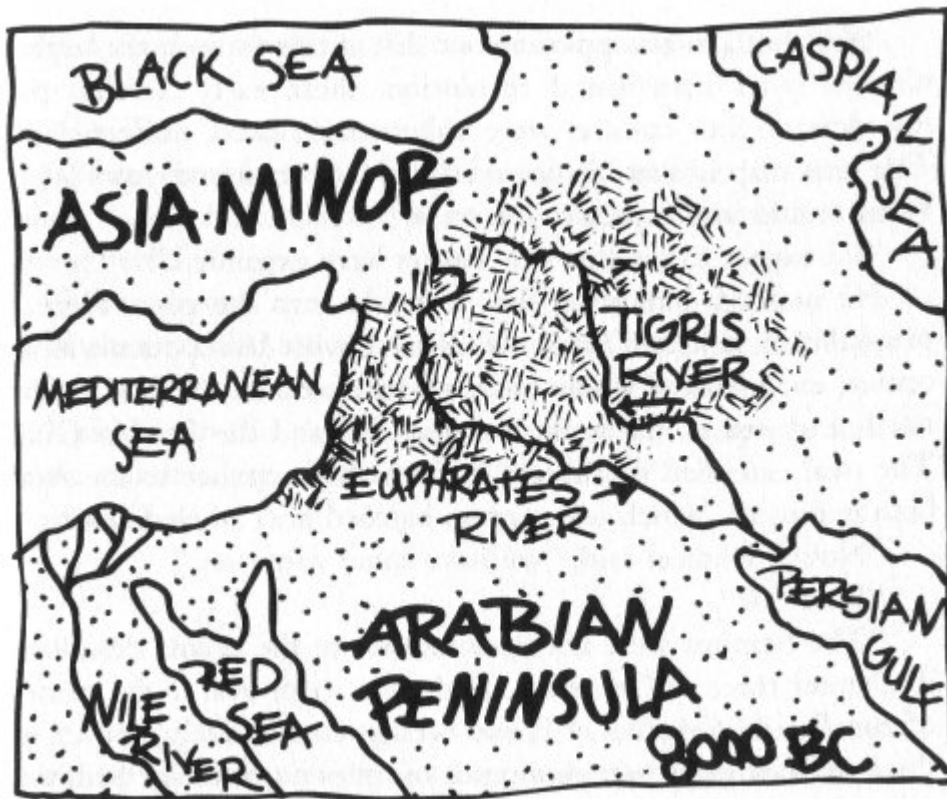 BLACK SEA
CASPIAN SEA
ASIA MINOR
TIGRIS
RIVER
MEDITERRANEAN
SEA
EUPHRATES
RIVER
PERSIAN
GULF
ARABIAN
PENINSULA
RED
SEA
NILE
RIVER
8000 BC